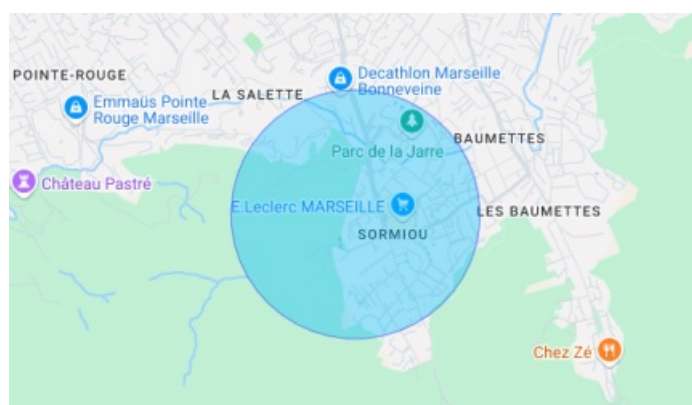 Decathlon Marseille
Bonneveine
POINTE-ROUGE
LA SALETTE
Emmaüs Pointe
Rouge Marseille
BAUMETTES
Parc de la Jarre
Château Pastré
E.Leclerc MARSEILLE
LES BAUMETTES
SORMIOU
Chez Zé